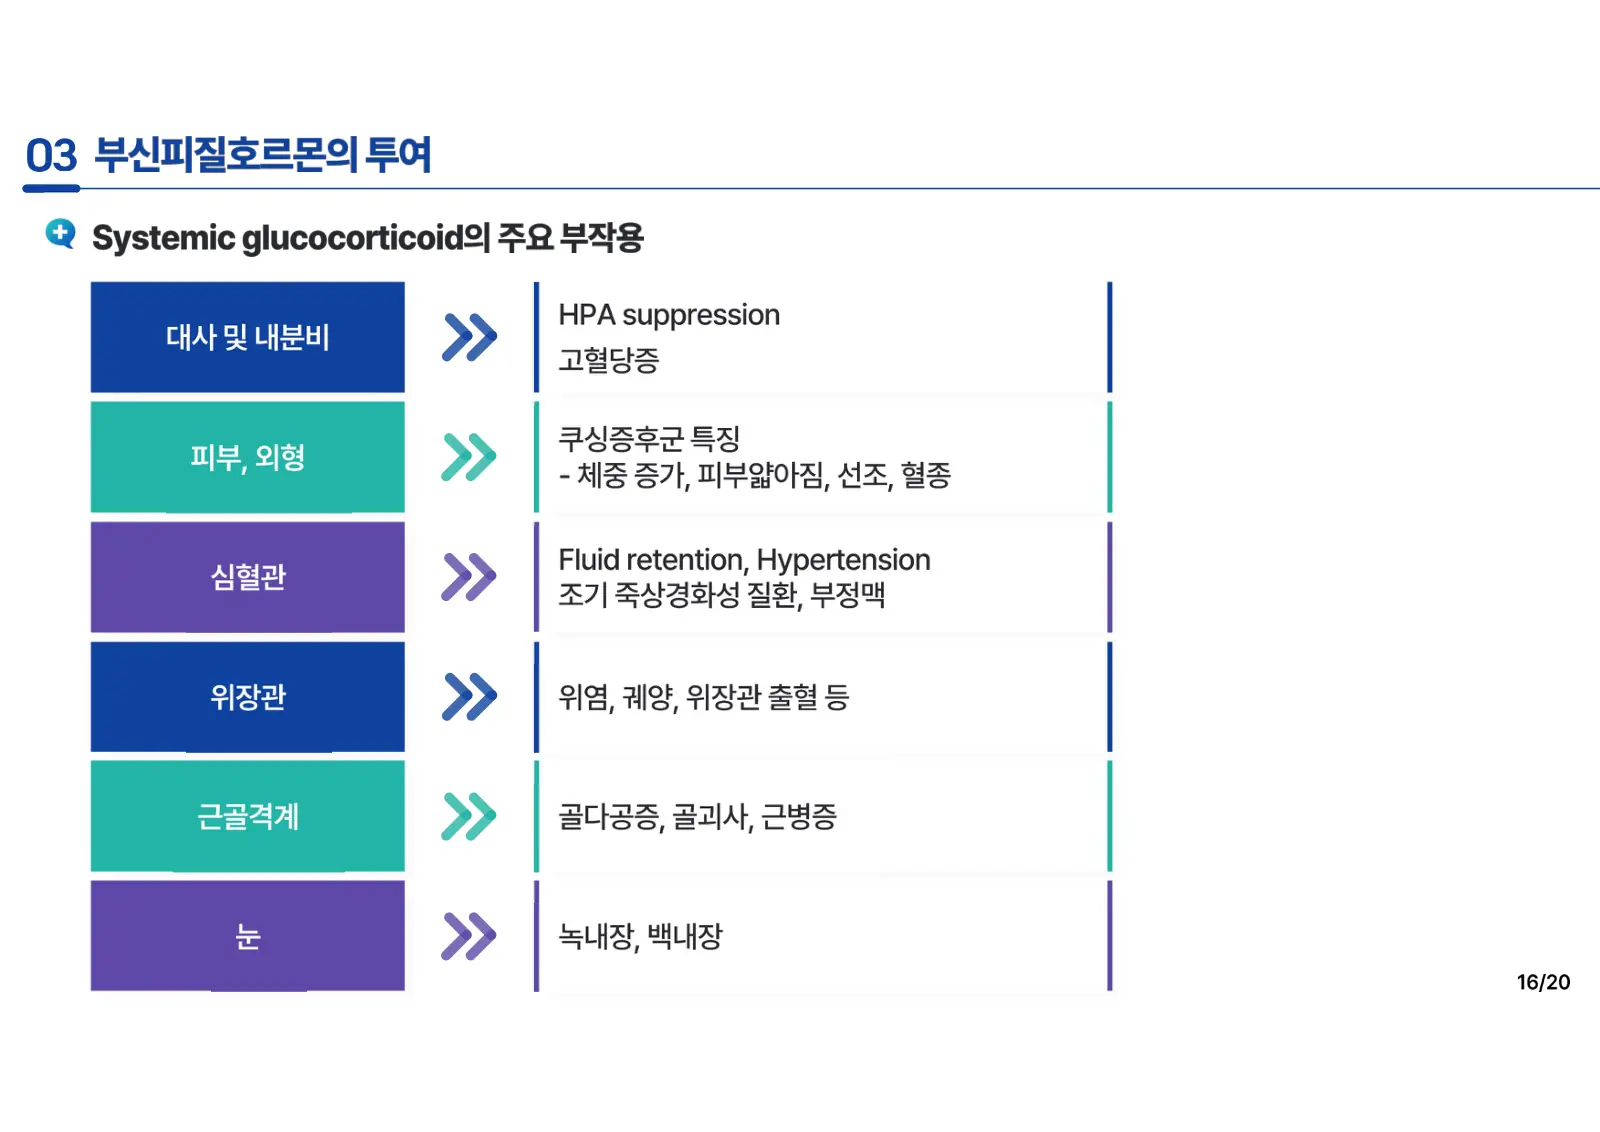 03 부신피질호르몬의 투여
Systemic glucocorticoid의 주요 부작용
대사 및 내분비
HPA suppression
고혈당증
피부, 외형
쿠싱증후군 특징
- 체중 증가, 피부얇아짐, 선조, 혈종
심혈관
Fluid retention, Hypertension
조기 죽상경화성 질환, 부정맥
위장관
위염, 궤양, 위장관 출혈 등
근골격계
골다공증, 골괴사, 근병증
눈
녹내장, 백내장
16/20